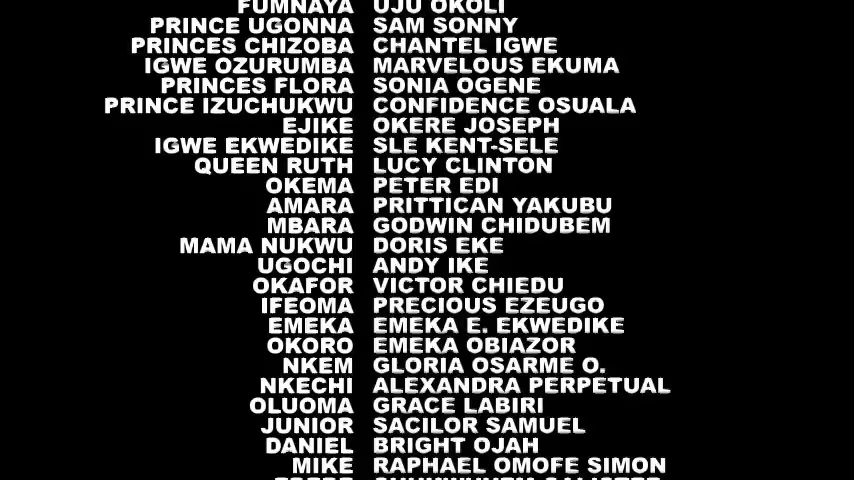 FUMNAYA UJU OKOLI
PRINCE UGONNA SAM SONNY
PRINCES CHIZOBA CHANTEL IGWE
IGWE OZURUMBA MARVELOUS EKUMA
PRINCES FLORA SONIA OGENE
PRINCE IZUCHUKWU CONFIDENCE OSUALA
EJIKE OKERE JOSEPH
IGWE EKWEDIKE SLE KENT-SELE
QUEEN RUTH LUCY CLINTON
OKEMA PETER EDI
AMARA PRITTICAN YAKUBU
MBARA GODWIN CHIDUBEM
MAMA NUKWU DORIS EKE
UGOCHI ANDY IKE
OKAFOR VICTOR CHIEDU
IFEOMA PRECIOUS EZEUGO
EMEKA EMEKA E. EKWEDIKE
OKORO EMEKA OBIAZOR
NKEM GLORIA OSARME O.
NKECHI ALEXANDRA PERPETUAL
OLUOMA GRACE LABIRI
JUNIOR SACILOR SAMUEL
DANIEL BRIGHT OJAH
MIKE RAPHAEL OMOFE SIMON